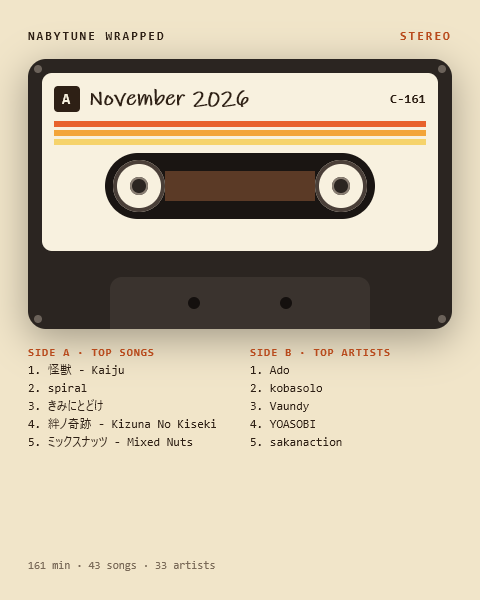 NABYTUNE WRAPPED
STEREO
A November 2026
C-161
SIDE A · TOP SONGS
1. 怪獣 - Kaiju
2. spiral
3. きみにとどけ
4. 絆ノ奇跡 - Kizuna No Kiseki
5. ミックスナッツ - Mixed Nuts
SIDE B · TOP ARTISTS
1. Ado
2. kobasolo
3. Vaundy
4. YOASOBI
5. sakanaction
161 min · 43 songs · 33 artists